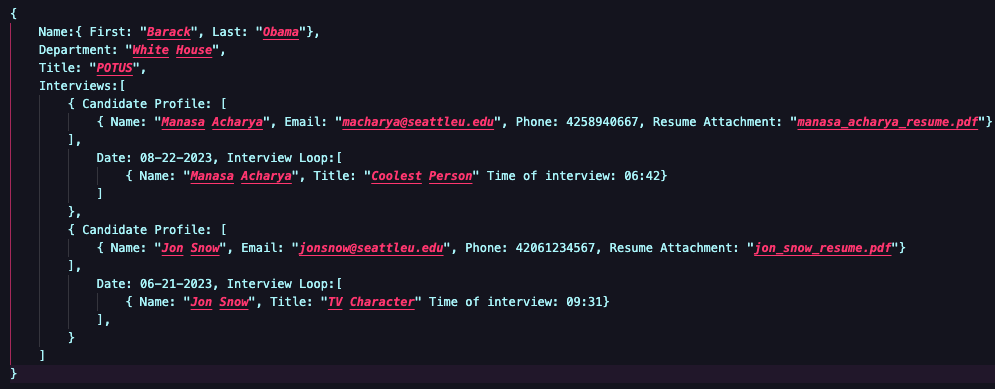 {
Name:{ First: "Barack", Last: "Obama"},
Department: "White House",
Title: "POTUS",
Interviews:[
{ Candidate Profile: [
{ Name: "Manasa Acharya", Email: "macharya@seattleu.edu", Phone: 4258940667, Resume Attachment: "manasa_acharya_resume.pdf"}
],
Date: 08-22-2023, Interview Loop:[
{ Name: "Manasa Acharya", Title: "Coolest Person" Time of interview: 06:42}
]
},
{ Candidate Profile: [
{ Name: "Jon Snow", Email: "jonsnow@seattleu.edu", Phone: 42061234567, Resume Attachment: "jon_snow_resume.pdf"}
],
Date: 06-21-2023, Interview Loop:[
{ Name: "Jon Snow", Title: "TV Character" Time of interview: 09:31}
],
}
]
}